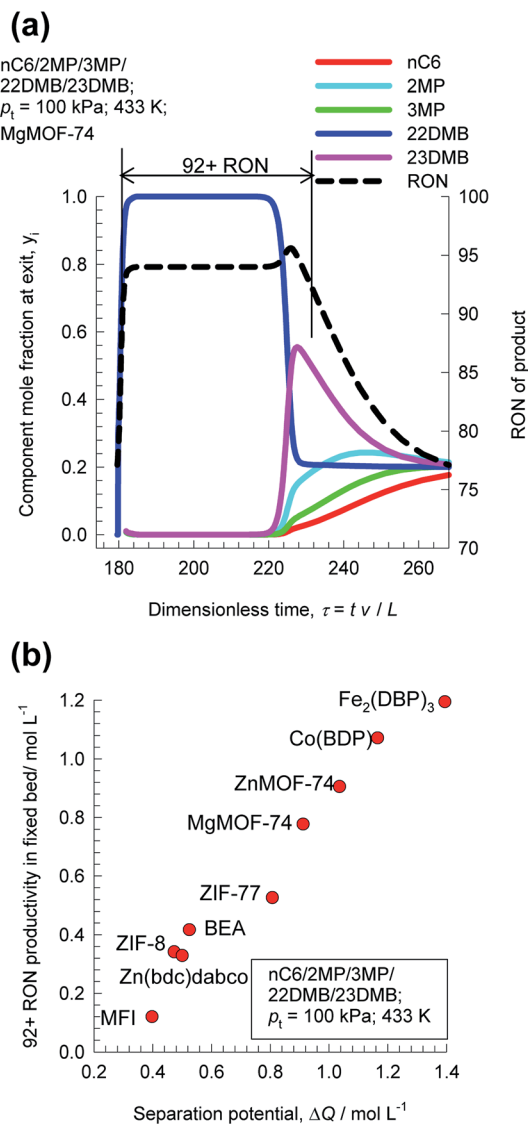 (a)
nC6/2MP/3MP/
22DMB/23DMB;
pt = 100 kPa; 433 K;
MgMOF-74
nC6
2MP
3MP
22DMB
23DMB
RON
92+ RON
1.0
0.8
0.6
0.4
0.2
0.0
Component mole fraction at exit, yi
100
95
90
85
80
75
70
RON of product
180
200
220
240
260
Dimensionless time, τ = t v / L
(b)
1.2
1.0
0.8
0.6
0.4
0.2
0.0
92+ RON productivity in fixed bed/ mol L-1
Fe2(DBP)3
Co(BDP)
ZnMOF-74
MgMOF-74
ZIF-77
BEA
ZIF-8
Zn(bdc)dabco
MFI
nC6/2MP/3MP/
22DMB/23DMB;
pt = 100 kPa; 433 K
0.2
0.4
0.6
0.8
1.0
1.2
1.4
Separation potential, ΔQ / mol L-1